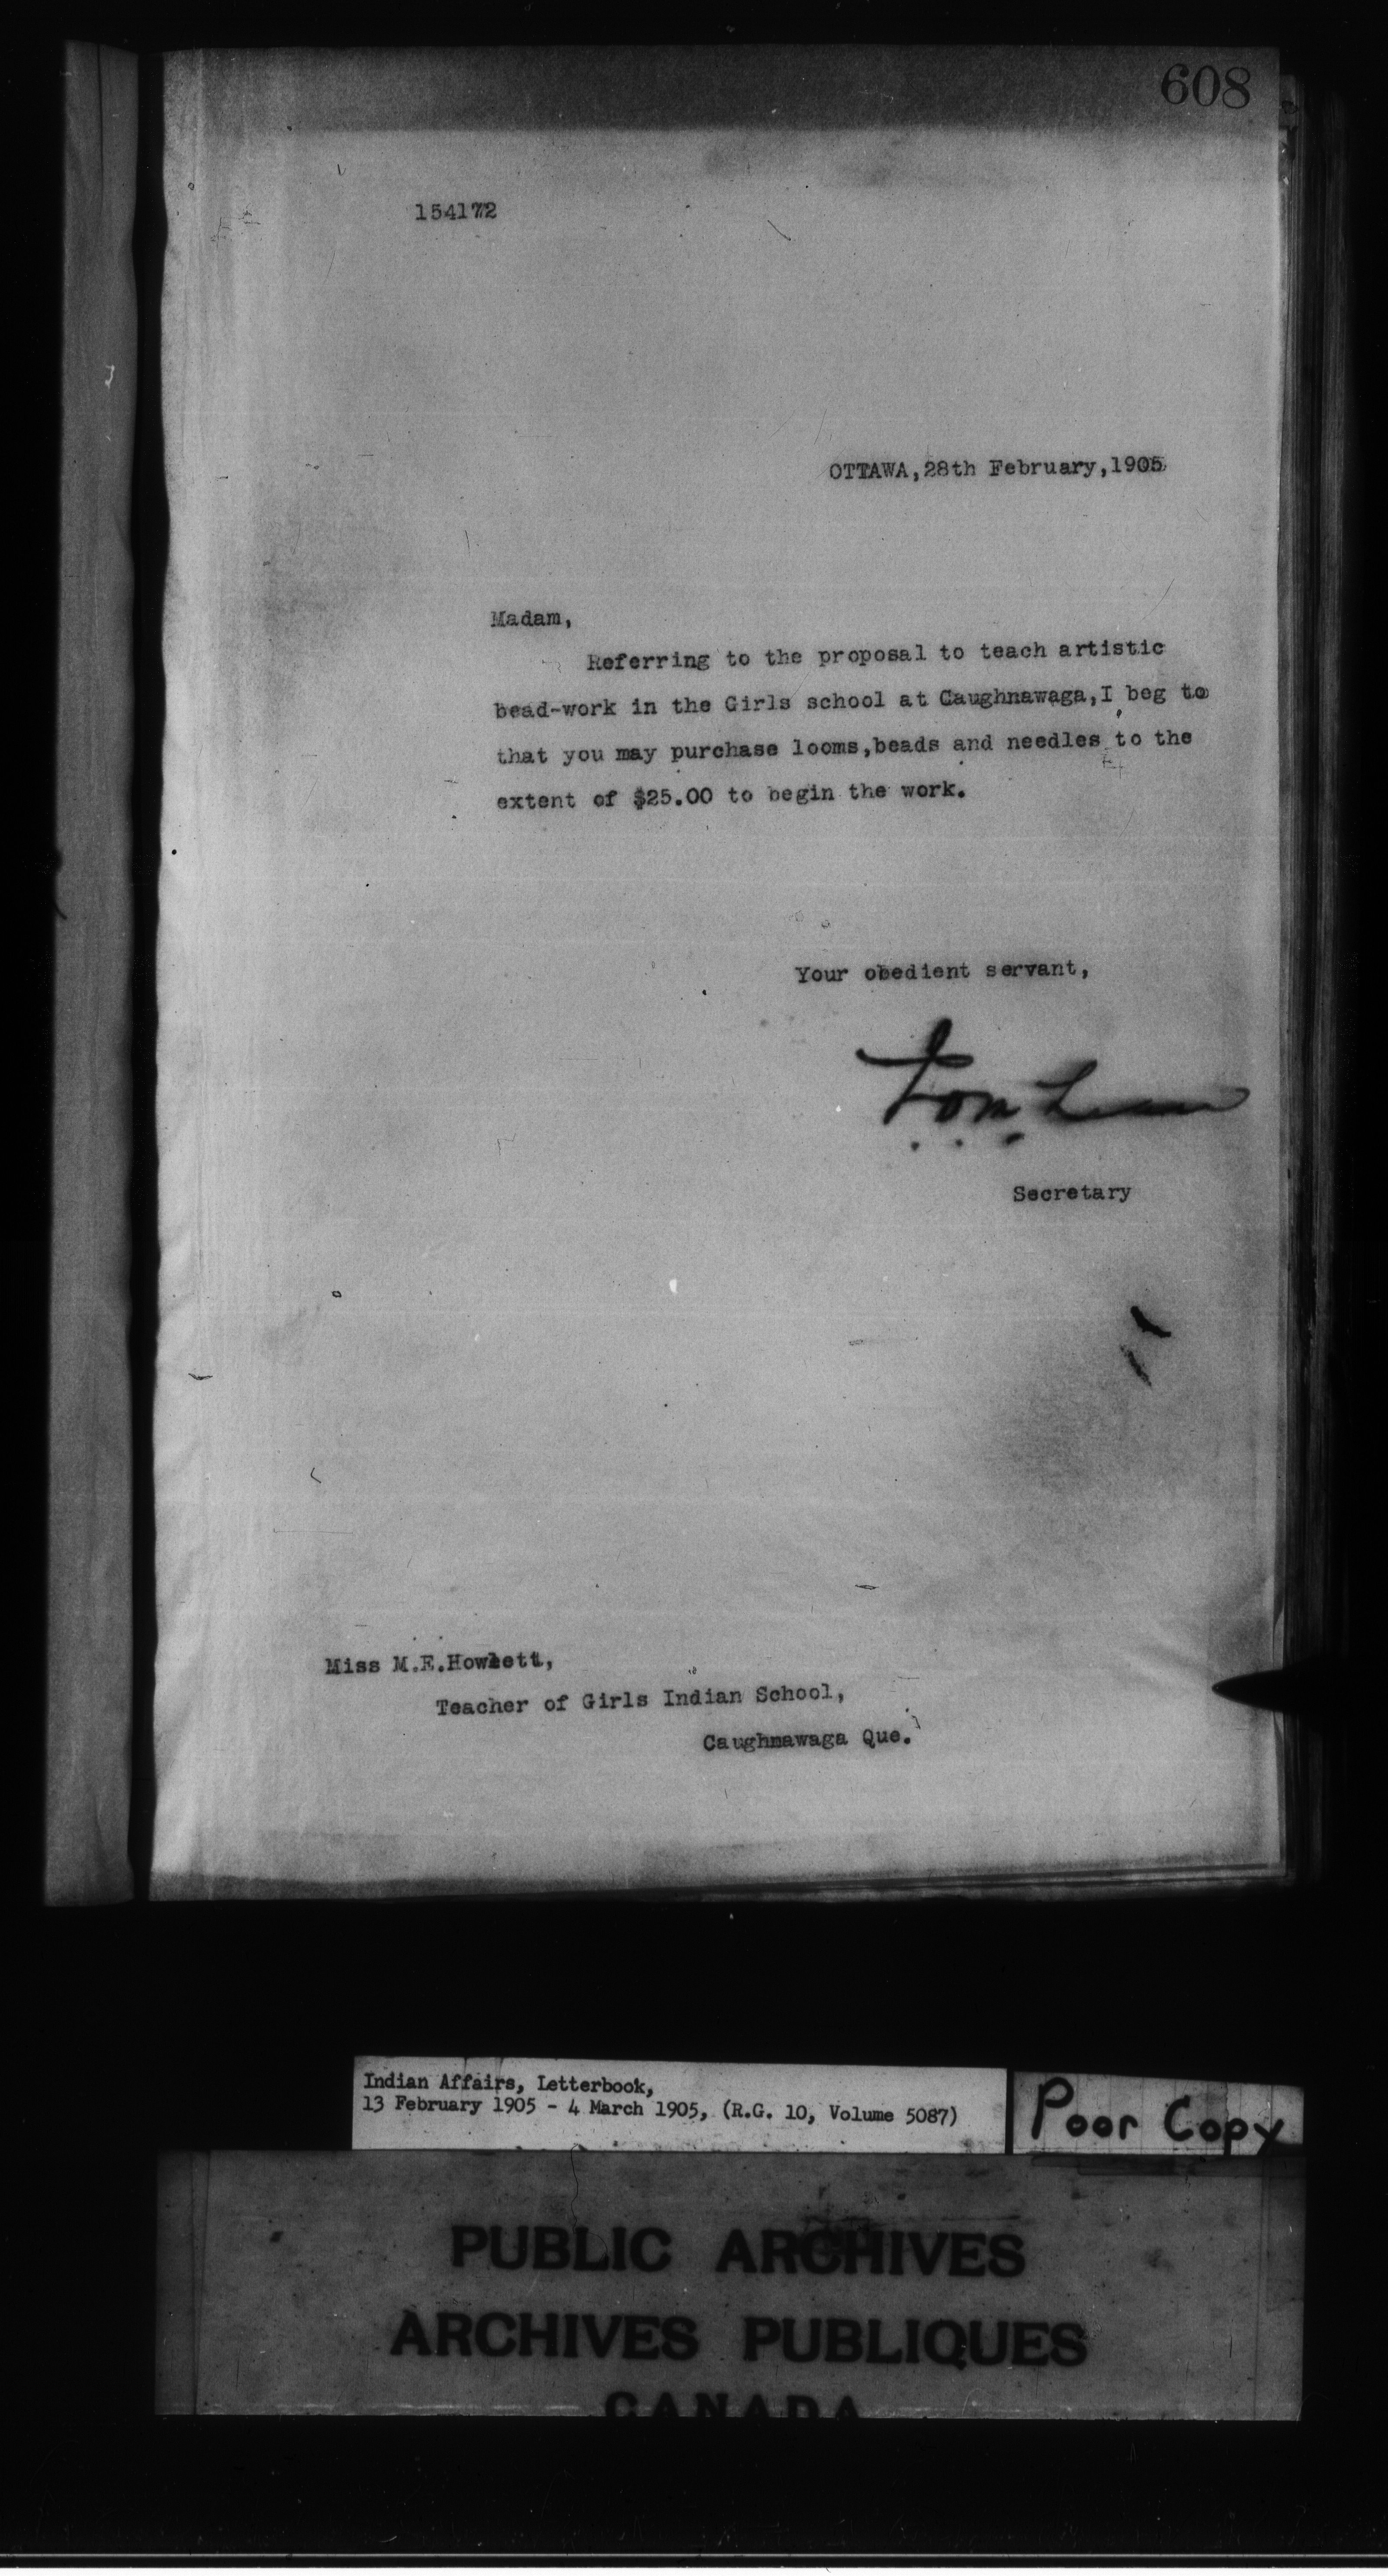 608
154172
OTTAWA,28th February,1905
Madam,
Referring to the proposal to teach artistic
bead-work in the Girls school at Caughnawaga,I beg to
that you may purchase looms,beads and needles to the
extent of $25.00 to begin the work.
Your obedient servant,
Secretary
Miss M.E.Howlett,
Teacher of Girls Indian School,
Caughnawaga Que.
Indian Affairs, Letterbook,
13 February 1905 - 4 March 1905, (R.G. 10, Volume 5087)
Poor Copy
PUBLIC ARCHIVES
ARCHIVES PUBLIQUES
CANADA